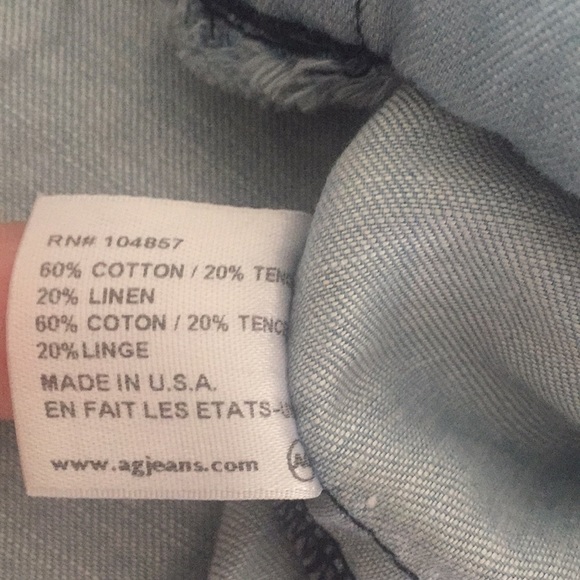 RN# 104857
60% COTTON / 20% TEN
20% LINEN
60% COTON / 20% TENC
20% LINGE
MADE IN U.S.A.
EN FAIT LES ETATS-
www.agjeans.com